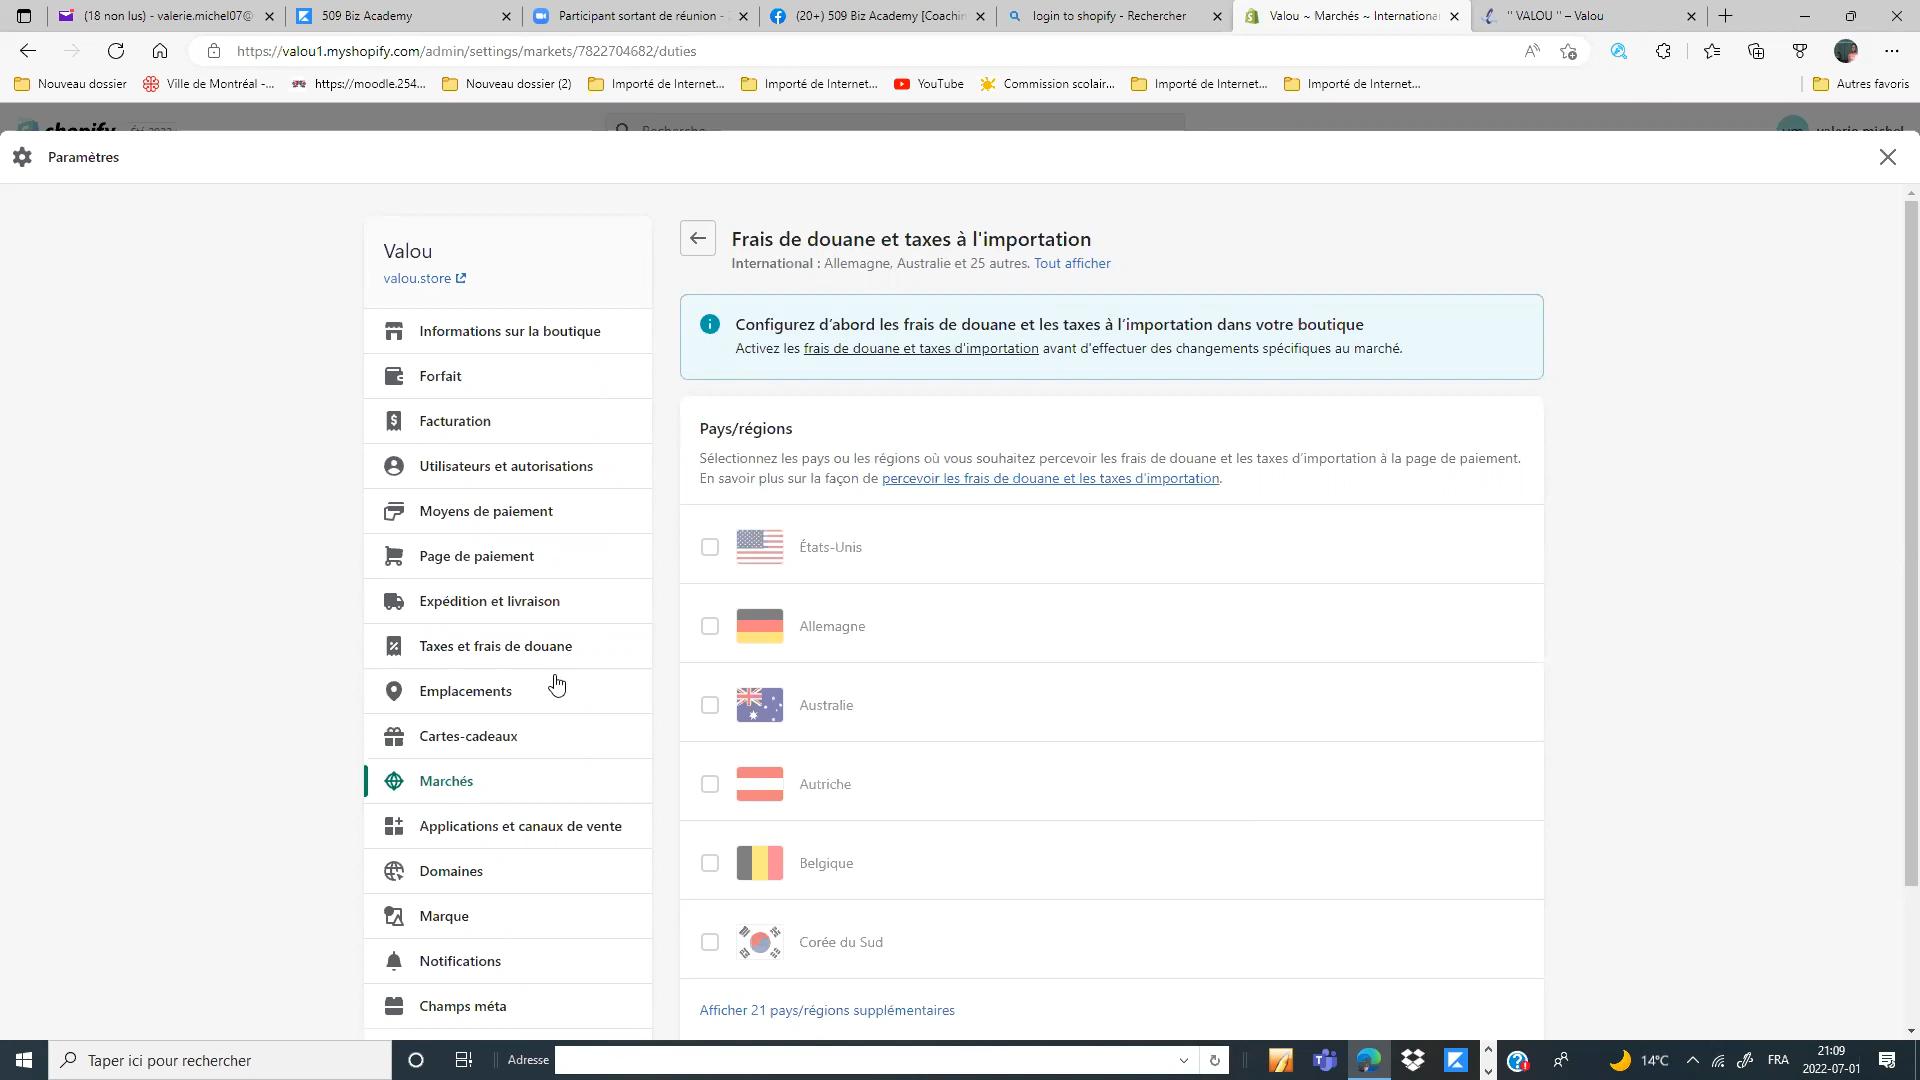 (18 non lus) - valerie.michel07@
509 Biz Academy
Participant sortant de réunion -
(20+) 509 Biz Academy [Coachin
login to shopify - Rechercher
Valou ~ Marchés ~ Internationa
'' VALOU '' – Valou
https://valou1.myshopify.com/admin/settings/markets/7822704682/duties
Nouveau dossier
Ville de Montréal -...
https://moodle.254...
Nouveau dossier (2)
Importé de Internet...
Importé de Internet...
YouTube
Commission scolair...
Importé de Internet...
Importé de Internet...
Autres favoris
shopify
Recherche
valerie michel
Paramètres
Valou
valou.store
Informations sur la boutique
Forfait
Facturation
Utilisateurs et autorisations
Moyens de paiement
Page de paiement
Expédition et livraison
Taxes et frais de douane
Emplacements
Cartes-cadeaux
Marchés
Applications et canaux de vente
Domaines
Marque
Notifications
Champs méta
Frais de douane et taxes à l'importation
International : Allemagne, Australie et 25 autres. Tout afficher
Configurez d’abord les frais de douane et les taxes à l’importation dans votre boutique
Activez les frais de douane et taxes d'importation avant d'effectuer des changements spécifiques au marché.
Pays/régions
Sélectionnez les pays ou les régions où vous souhaitez percevoir les frais de douane et les taxes d’importation à la page de paiement.
En savoir plus sur la façon de percevoir les frais de douane et les taxes d'importation.
États-Unis
Allemagne
Australie
Autriche
Belgique
Corée du Sud
Afficher 21 pays/régions supplémentaires
Taper ici pour rechercher
Adresse
14°C
FRA
21:09
2022-07-01